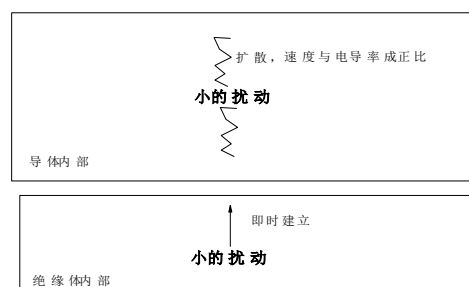 扩散，速度与电导率成正比
小的扰动
导体内部
即时建立
小的扰动
绝缘体内部